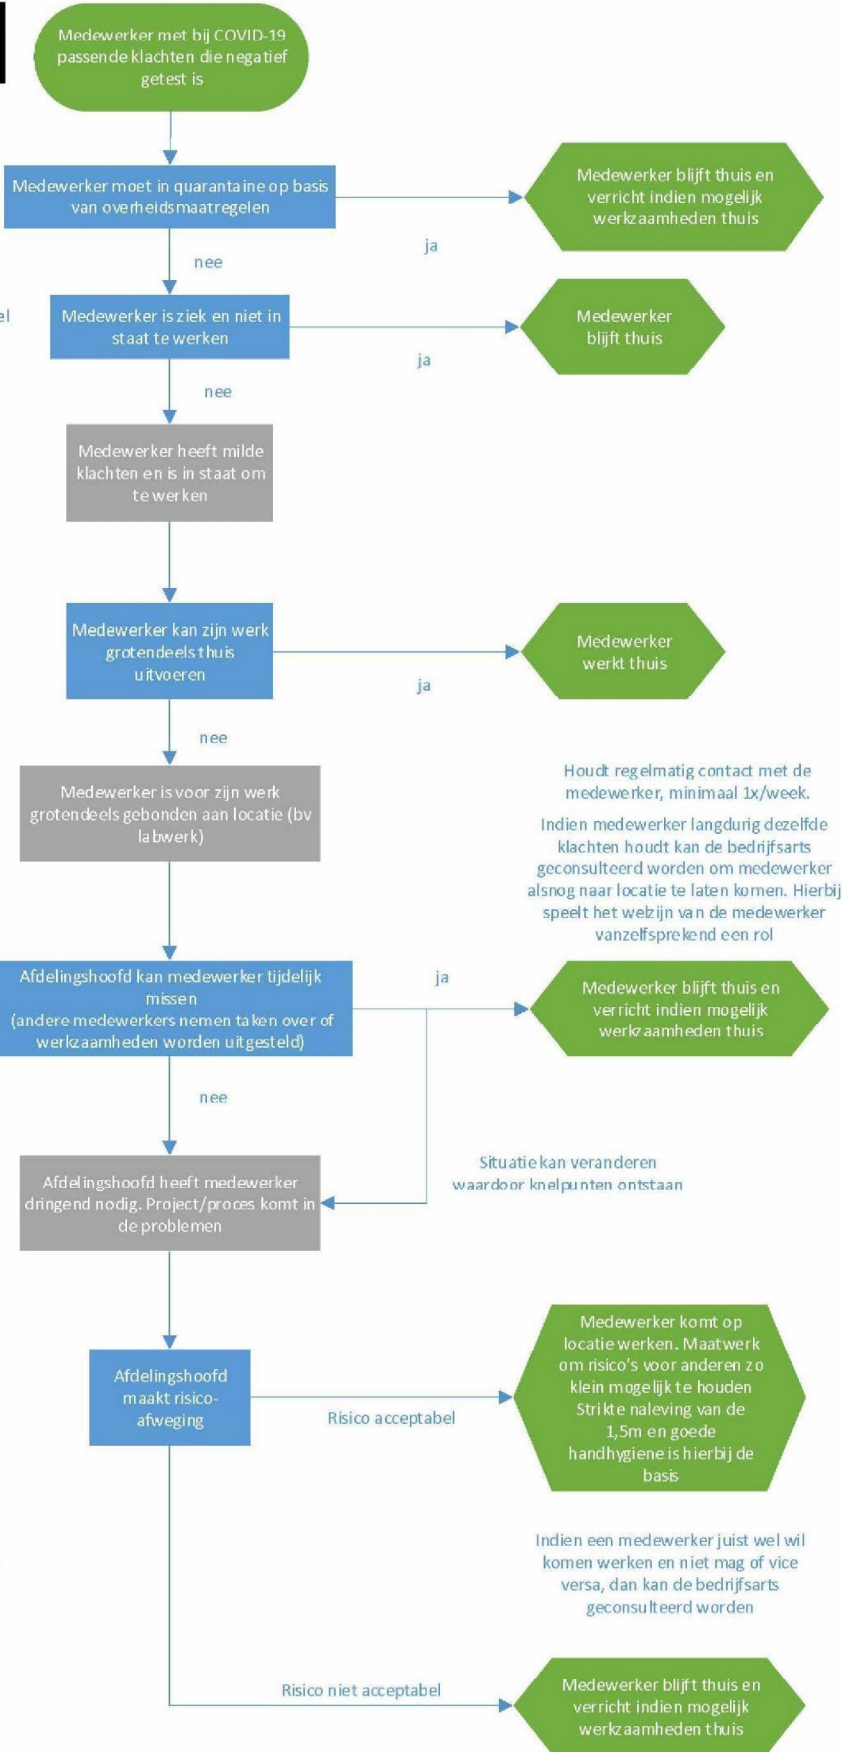 Medewerker met bij COVID-19
passende klachten die negatief
getest is
Medewerker moet in quarantaine op basis
van overheidsmaatregelen
Medewerker blijft thuis en
verricht indien mogelijk
werkzaamheden thuis
ja
nee
Medewerker is ziek en niet in
staat te werken
Medewerker
blijft thuis
ja
nee
Medewerker heeft milde
klachten en is in staat om
te werken
Medewerker kan zijn werk
grotendeels thuis
uitvoeren
Medewerker
werkt thuis
ja
nee
Medewerker is voor zijn werk
grotendeels gebonden aan locatie (bv
labwerk)
Houdt regelmatig contact met de
medewerker, minimaal 1x/week.
Indien medewerker langdurig dezelfde
klachten houdt kan de bedrijfsarts
geconsulteerd worden om medewerker
alsnog naar locatie te laten komen. Hierbij
speelt het welzijn van de medewerker
vanzelfsprekend een rol
Afdelingshoofd kan medewerker tijdelijk
missen
(andere medewerkers nemen taken over of
werkzaamheden worden uitgesteld)
ja
Medewerker blijft thuis en
verricht indien mogelijk
werkzaamheden thuis
nee
Afdelingshoofd heeft medewerker
dringend nodig. Project/proces komt in
de problemen
Situatie kan veranderen
waardoor knelpunten ontstaan
Afdelingshoofd
maakt risico-
afweging
Risico acceptabel
Medewerker komt op
locatie werken. Maatwerk
om risico's voor anderen zo
klein mogelijk te houden
Strikte naleving van de
1,5m en goede
handhygiene is hierbij de
basis
Indien een medewerker juist wel wil
komen werken en niet mag of vice
versa, dan kan de bedrijfsarts
geconsulteerd worden
Risico niet acceptabel
Medewerker blijft thuis en
verricht indien mogelijk
werkzaamheden thuis